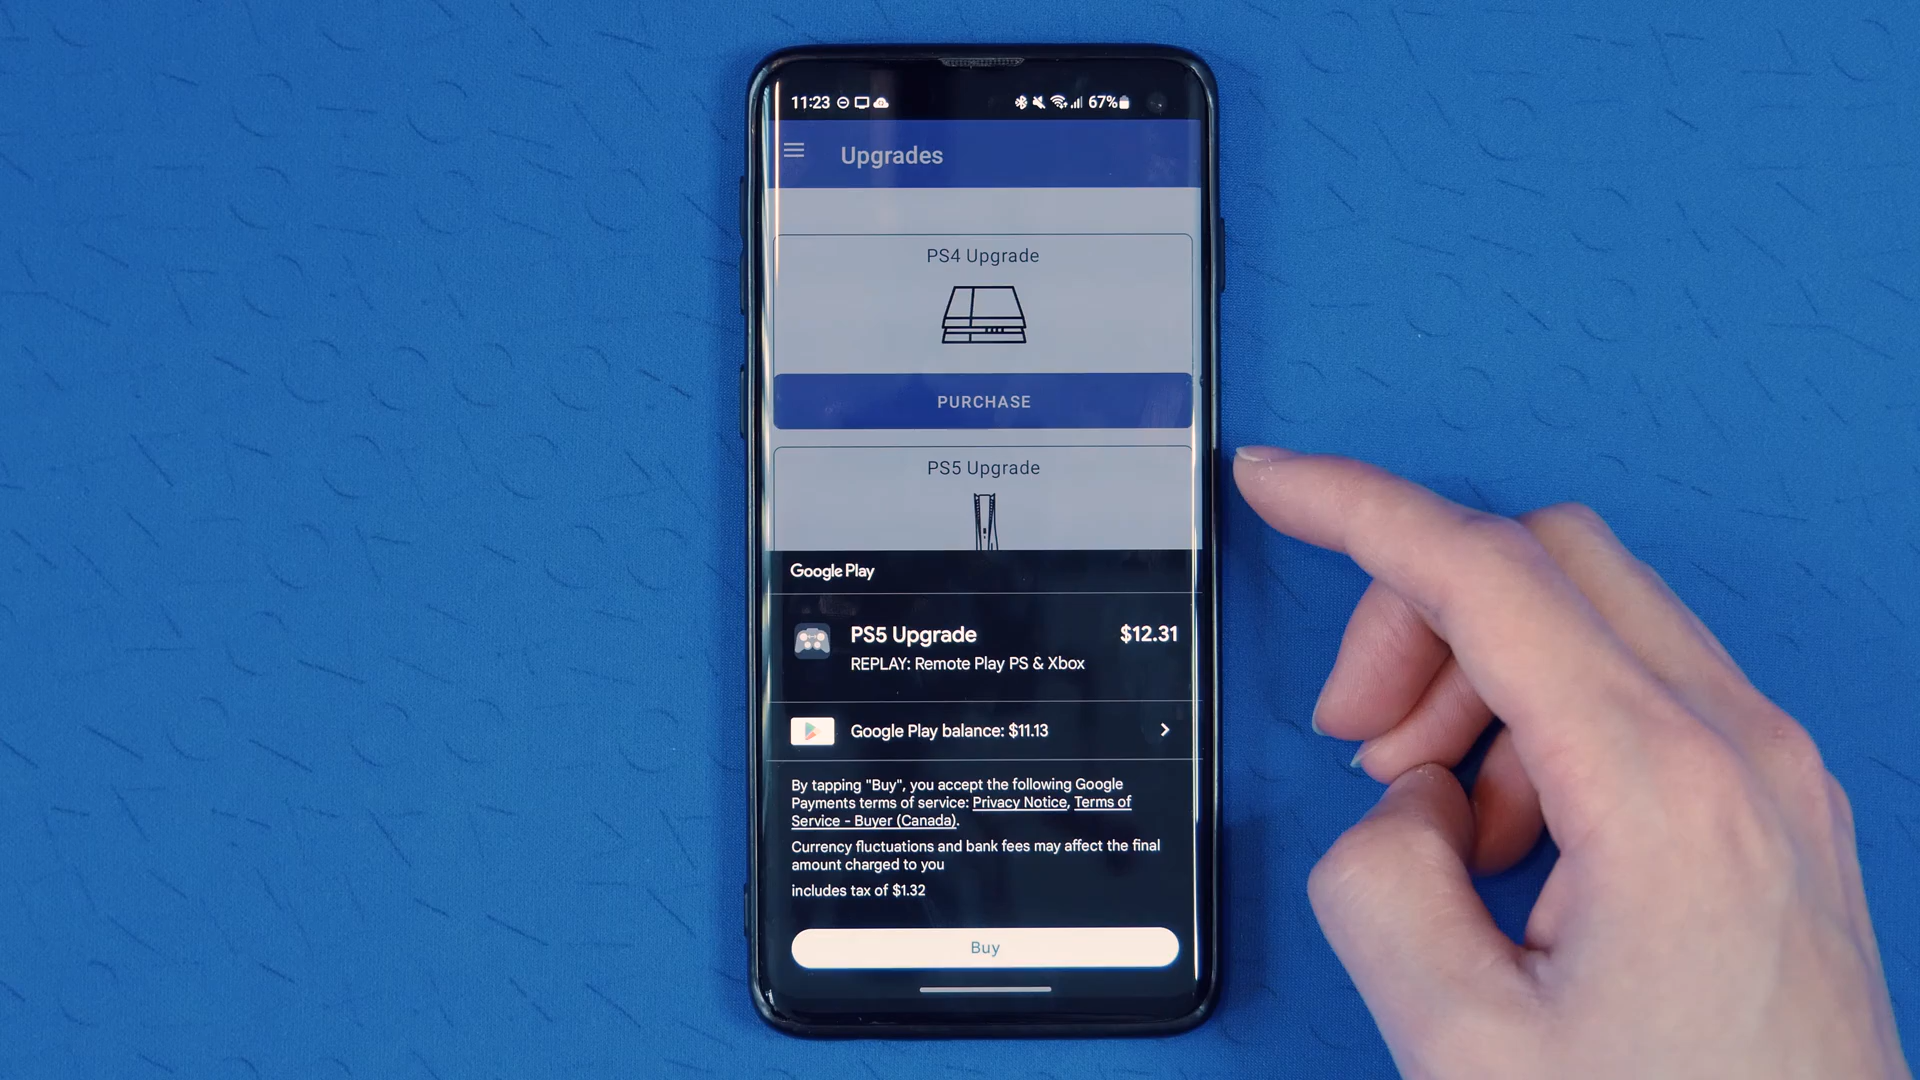 11:23
67%
Upgrades
PS4 Upgrade
PURCHASE
PS5 Upgrade
Google Play
PS5 Upgrade
$12.31
REPLAY: Remote Play PS & Xbox
Google Play balance: $11.13
By tapping "Buy", you accept the following Google
Payments terms of service: Privacy Notice, Terms of
Service - Buyer (Canada).
Currency fluctuations and bank fees may affect the final
amount charged to you
includes tax of $1.32
Buy